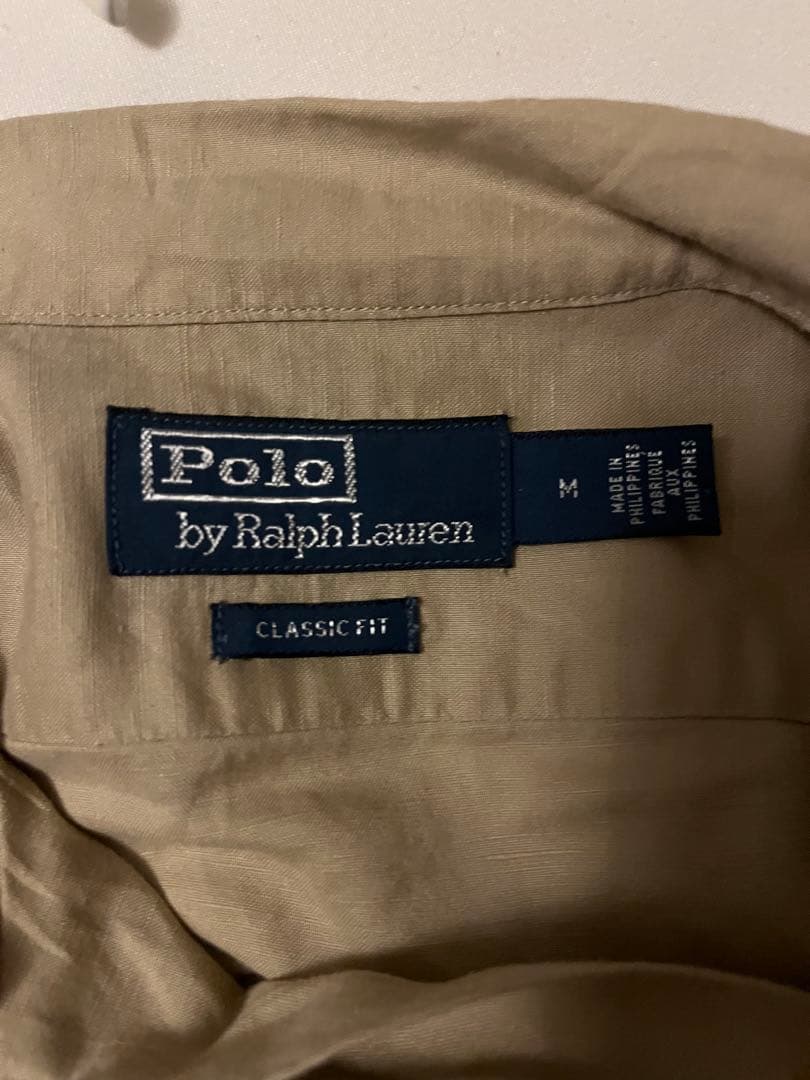 Polo
by Ralph Lauren
M
MADE IN
PHILIPPINES
FABRIQUE
AUX
PHILIPPINES
CLASSIC FIT